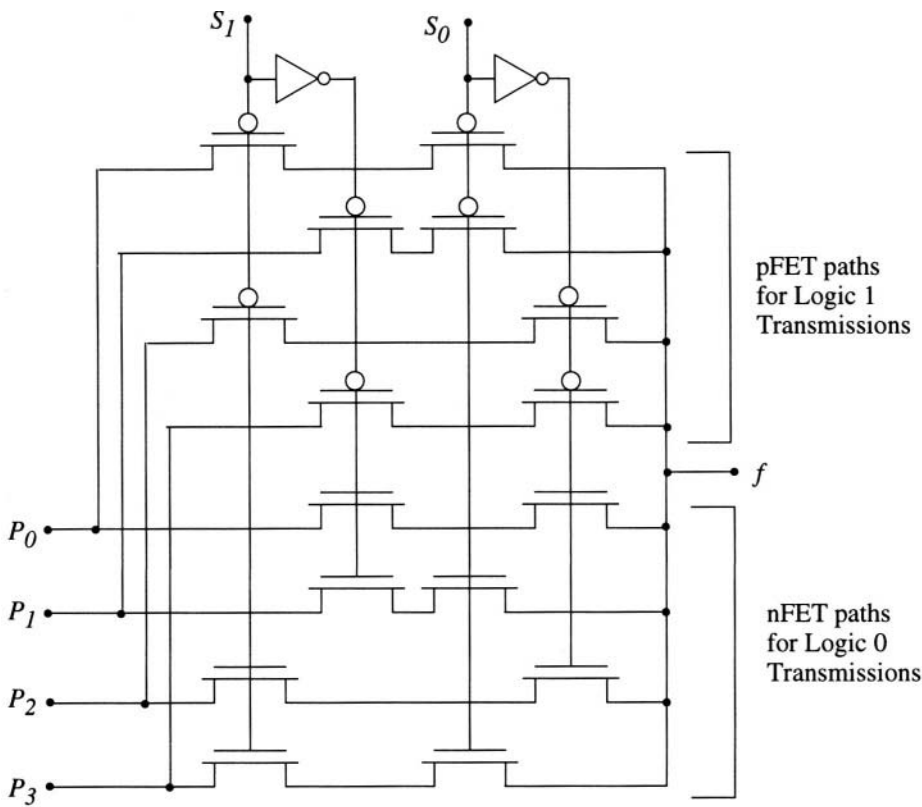 S1
S0
pFET paths
for Logic 1
Transmissions
f
P0
P1
nFET paths
for Logic 0
Transmissions
P2
P3